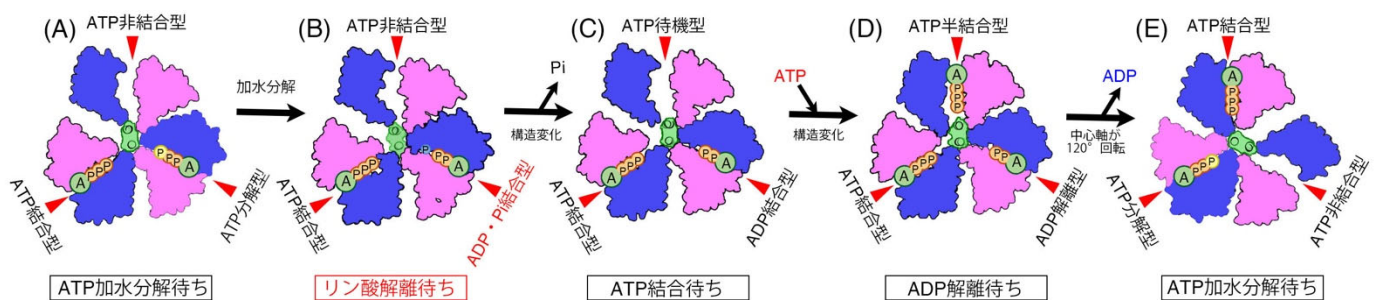 (A)
ATP非結合型
ATP結合型
A
P
P
P
P
P
P
A
ATP分解型
ATP加水分解待ち
加水分解
(B)
ATP非結合型
ATP結合型
A
P
P
P
P
P
P
A
ADP・Pi結合型
リン酸解離待ち
Pi
構造変化
(C)
ATP待機型
ATP結合型
A
P
P
P
P
P
A
ADP結合型
ATP結合待ち
ATP
構造変化
(D)
ATP半結合型
A
P
P
P
ATP結合型
A
P
P
P
P
P
A
ADP解離型
ADP解離待ち
ADP
中心軸が
120°回転
(E)
ATP結合型
A
P
P
P
ATP分解型
A
P
P
P
ATP非結合型
ATP加水分解待ち